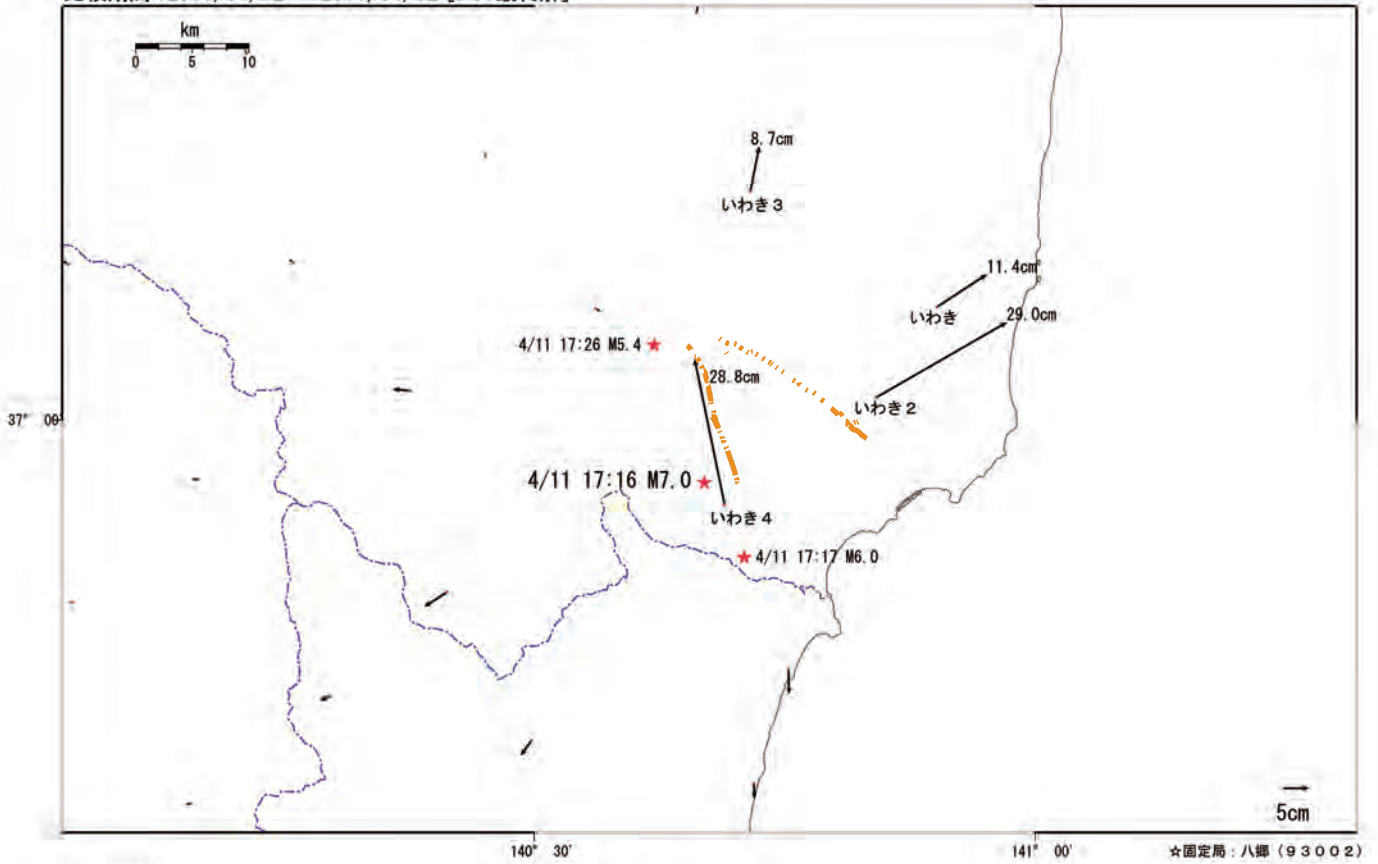 km
0 5 10
8.7cm
いわき3
11.4cm
いわき
29.0cm
4/11 17:26 M5.4 ★
28.8cm
いわき2
37° 00'
4/11 17:16 M7.0 ★
いわき4
★ 4/11 17:17 M6.0
5cm
140° 30'
141° 00'
☆固定局:八郷(93002)